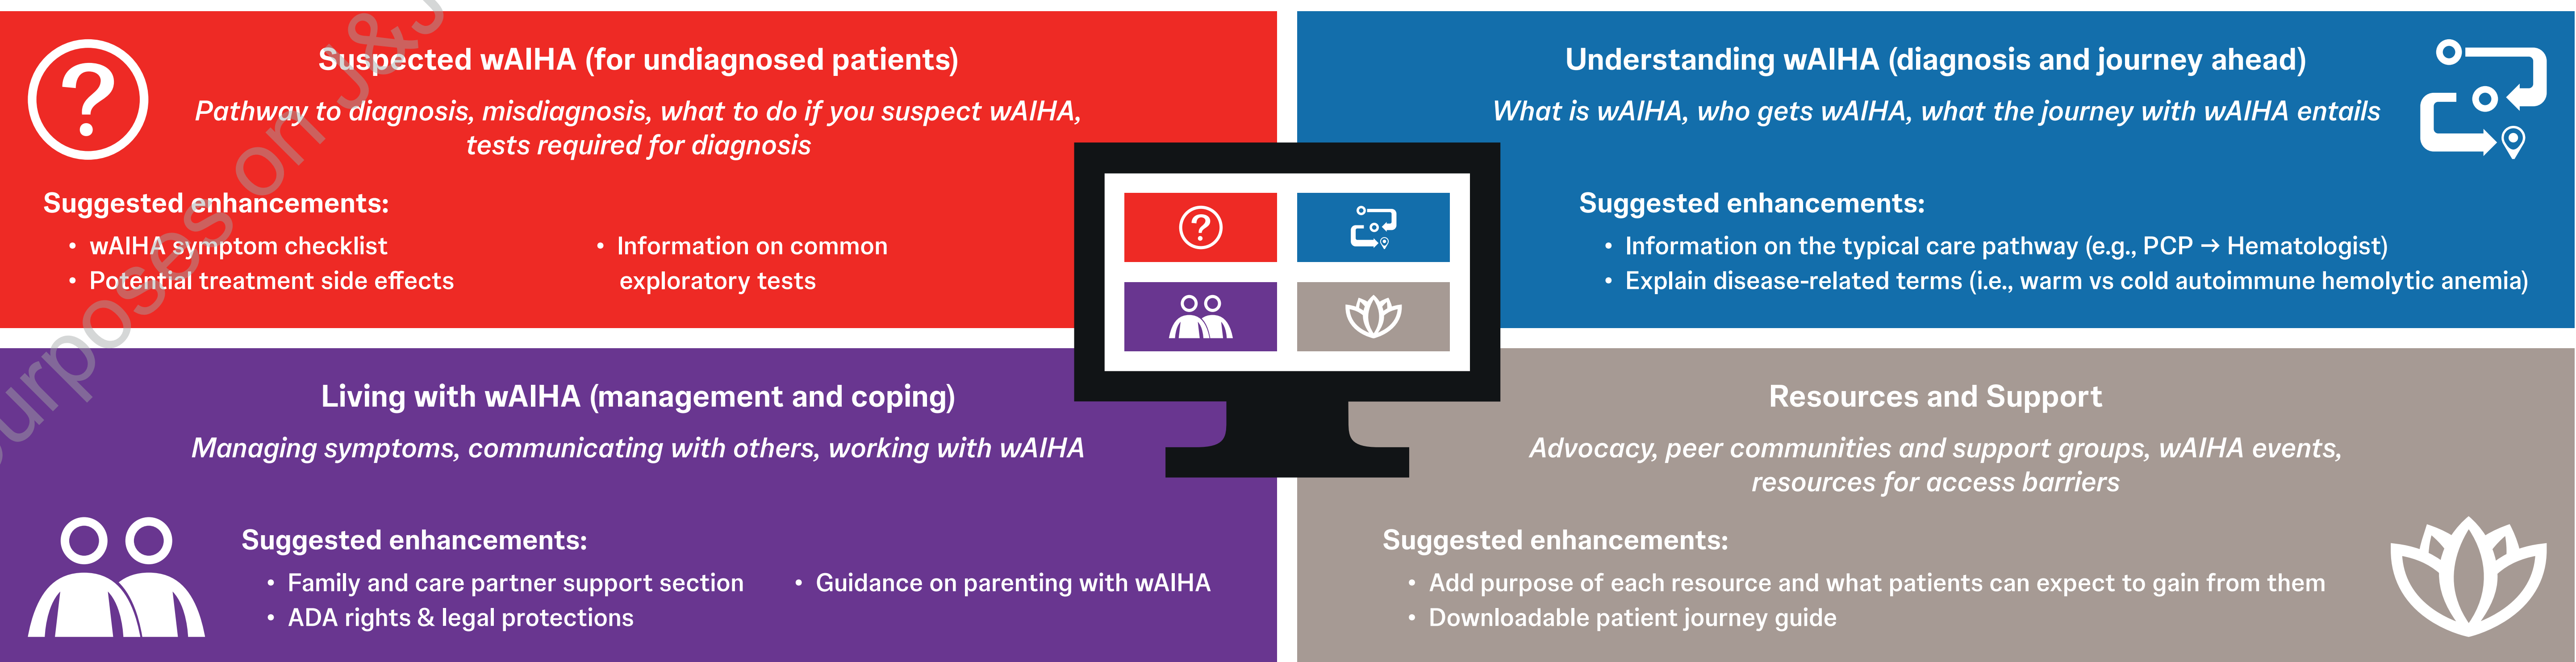 Suspected wAIHA (for undiagnosed patients)
Pathway to diagnosis, misdiagnosis, what to do if you suspect wAIHA,
tests required for diagnosis
Suggested enhancements:
• wAIHA symptom checklist
• Potential treatment side effects
• Information on common
exploratory tests
Understanding wAIHA (diagnosis and journey ahead)
What is wAIHA, who gets wAIHA, what the journey with wAIHA entails
Suggested enhancements:
• Information on the typical care pathway (e.g., PCP → Hematologist)
• Explain disease-related terms (i.e., warm vs cold autoimmune hemolytic anemia)
Living with wAIHA (management and coping)
Managing symptoms, communicating with others, working with wAIHA
Suggested enhancements:
• Family and care partner support section
• ADA rights & legal protections
• Guidance on parenting with wAIHA
Resources and Support
Advocacy, peer communities and support groups, wAIHA events,
resources for access barriers
Suggested enhancements:
• Add purpose of each resource and what patients can expect to gain from them
• Downloadable patient journey guide
urposes on J&J